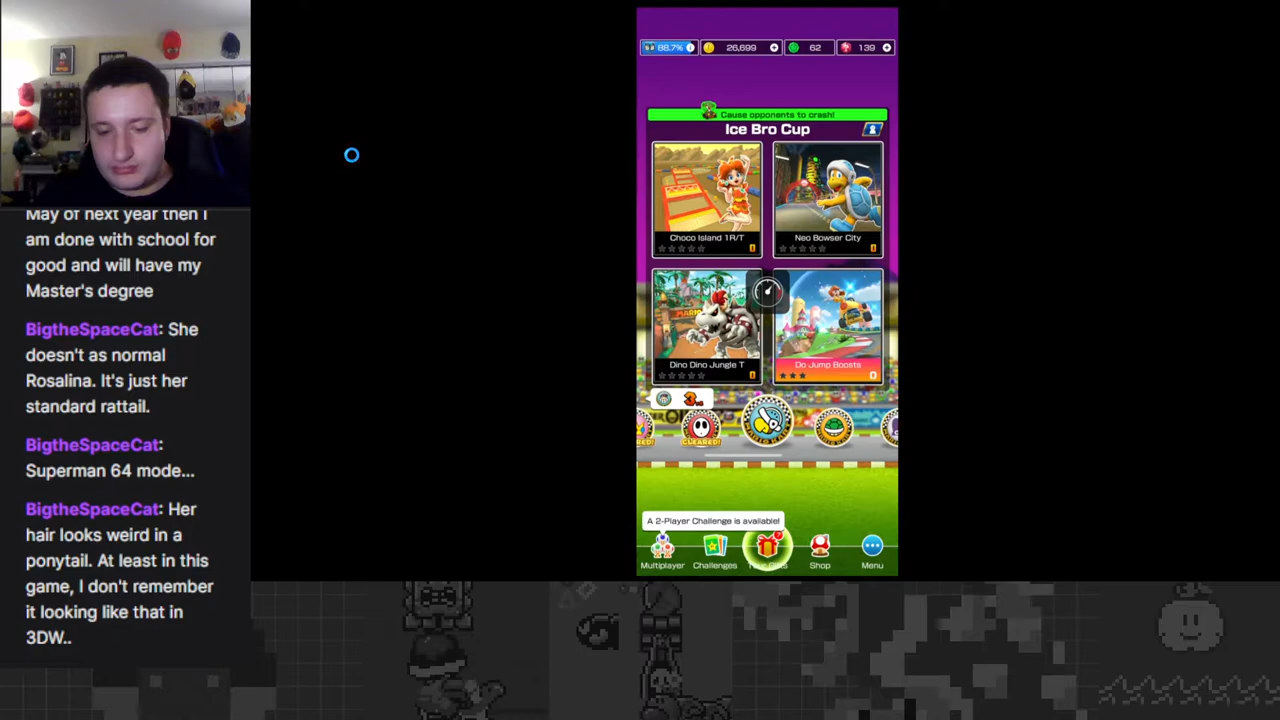 May of next year then I
am done with school for
good and will have my
Master's degree
BigtheSpaceCat: She
doesn't as normal
Rosalina. It's just her
standard rattail.
BigtheSpaceCat:
Superman 64 mode...
BigtheSpaceCat: Her
hair looks weird in a
ponytail. At least in this
game, I don't remember
it looking like that in
3DW..
88.7%
26,699
62
139
Cause opponents to crash!
Ice Bro Cup
Choco Island 1R/T
Neo Bowser City
Dino Dino Jungle T
Do Jump Boosts
CLEARED!
A 2-Player Challenge is available!
Multiplayer
Challenges
Your Gifts
Shop
Menu